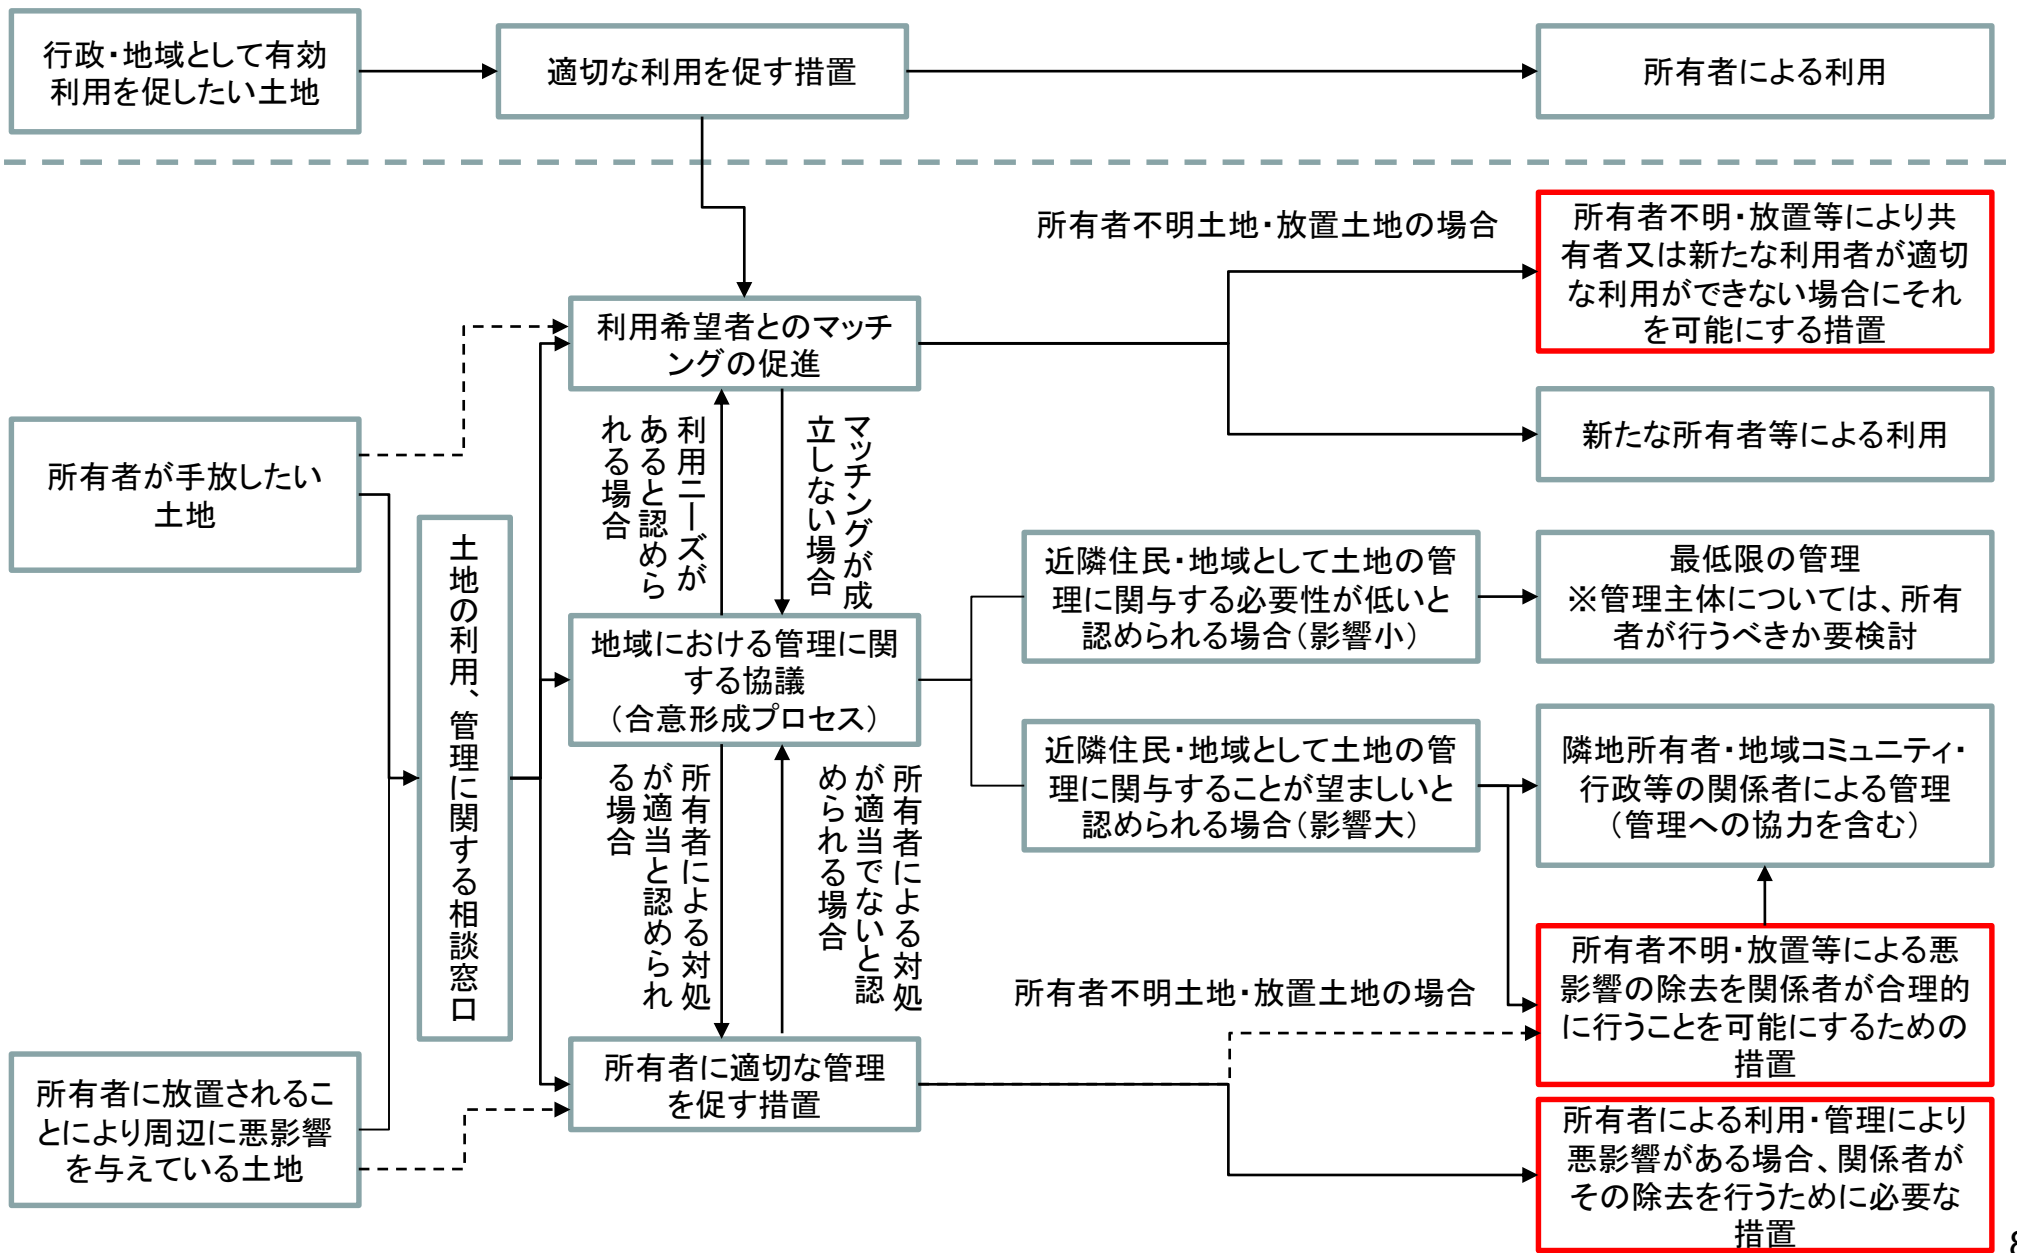 行政・地域として有効
利用を促したい土地
適切な利用を促す措置
所有者による利用
所有者不明土地・放置土地の場合
所有者不明・放置等により共
有者又は新たな利用者が適切
な利用ができない場合にそれ
を可能にする措置
利用希望者とのマッチ
ングの促進
新たな所有者等による利用
所有者が手放したい
土地
利用ニーズが
あると認めら
れる場合
マッチングが成
立しない場合
土地の利用、管理に関する相談窓口
近隣住民・地域として土地の管
理に関与する必要性が低いと
認められる場合（影響小）
最低限の管理
※管理主体については、所有
者が行うべきか要検討
地域における管理に関
する協議
（合意形成プロセス）
近隣住民・地域として土地の管
理に関与することが望ましいと
認められる場合（影響大）
隣地所有者・地域コミュニティ・
行政等の関係者による管理
（管理への協力を含む）
所有者による対処
が適当と認められ
る場合
所有者による対処
が適当でないと認
められる場合
所有者不明土地・放置土地の場合
所有者不明・放置等による悪
影響の除去を関係者が合理的
に行うことを可能にするための
措置
所有者に適切な管理
を促す措置
所有者に放置されるこ
とにより周辺に悪影響
を与えている土地
所有者による利用・管理により
悪影響がある場合、関係者が
その除去を行うために必要な
措置